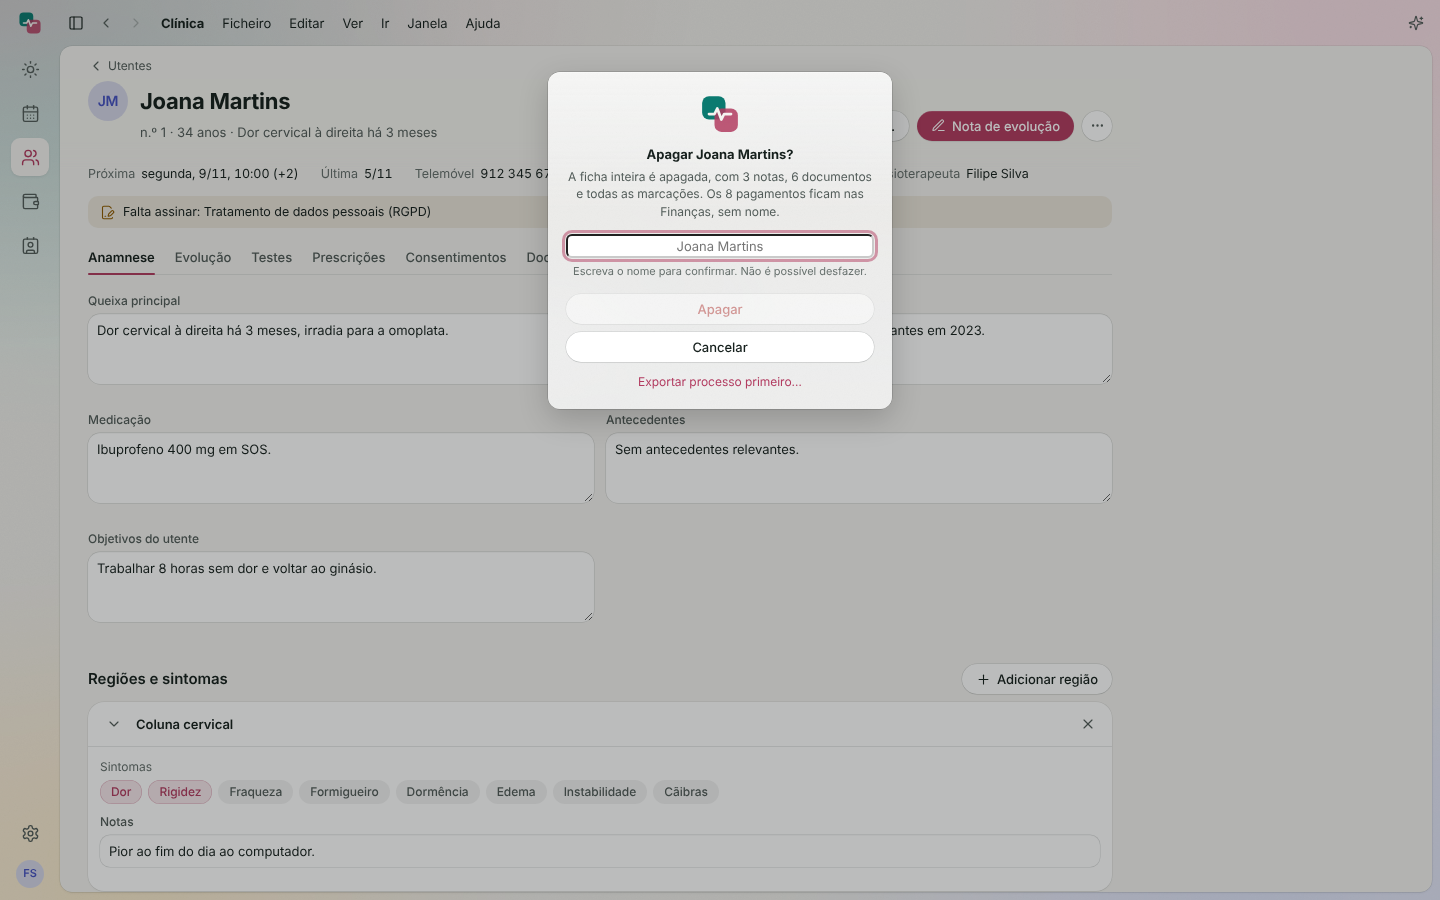 Clínica Ficheiro Editar Ver Ir Janela Ajuda
Utentes
JM
Joana Martins
n.º 1 · 34 anos · Dor cervical à direita há 3 meses
Nota de evolução
Próxima segunda, 9/11, 10:00 (+2) Última 5/11 Telemóvel 912 345 67
Filipe Silva
Falta assinar: Tratamento de dados pessoais (RGPD)
Anamnese Evolução Testes Prescrições Consentimentos
Apagar Joana Martins?
A ficha inteira é apagada, com 3 notas, 6 documentos
e todas as marcações. Os 8 pagamentos ficam nas
Finanças, sem nome.
Joana Martins
Escreva o nome para confirmar. Não é possível desfazer.
Apagar
Cancelar
Exportar processo primeiro…
Queixa principal
Dor cervical à direita há 3 meses, irradia para a omoplata.
antes em 2023.
Medicação
Ibuprofeno 400 mg em SOS.
Antecedentes
Sem antecedentes relevantes.
Objetivos do utente
Trabalhar 8 horas sem dor e voltar ao ginásio.
Regiões e sintomas
Adicionar região
Coluna cervical
Sintomas
Dor Rigidez Fraqueza Formigueiro Dormência Edema Instabilidade Cãibras
Notas
Pior ao fim do dia ao computador.
FS